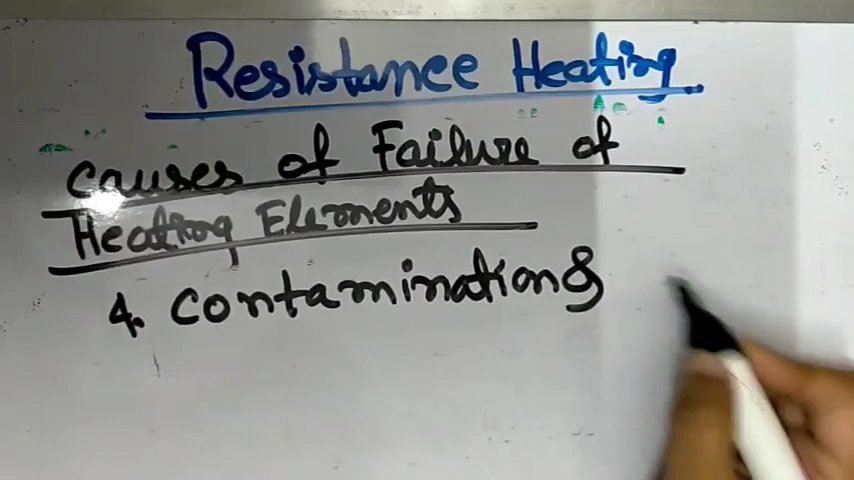 Resistance Heating
Causes of Failure of
Heating Elements
4. Contamination &